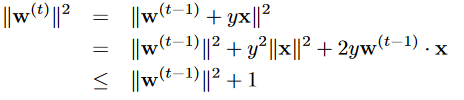 ‖w⁽ᵗ⁾‖² = ‖w⁽ᵗ⁻¹⁾ + yx‖²
= ‖w⁽ᵗ⁻¹⁾‖² + y²‖x‖² + 2yw⁽ᵗ⁻¹⁾ · x
≤ ‖w⁽ᵗ⁻¹⁾‖² + 1